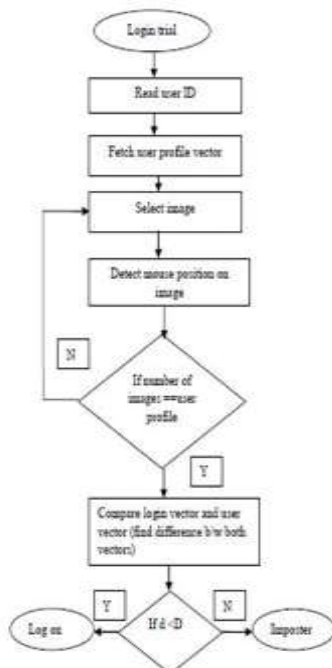 Login trial
Read user ID
Fetch user profile vector
Select image
Detect mouse position on
image
N
If number of
images ==user
profile
Y
Compare login vector and user
vector (find difference b/w both
vectors)
Y
N
Log on
If d <D
Imposter